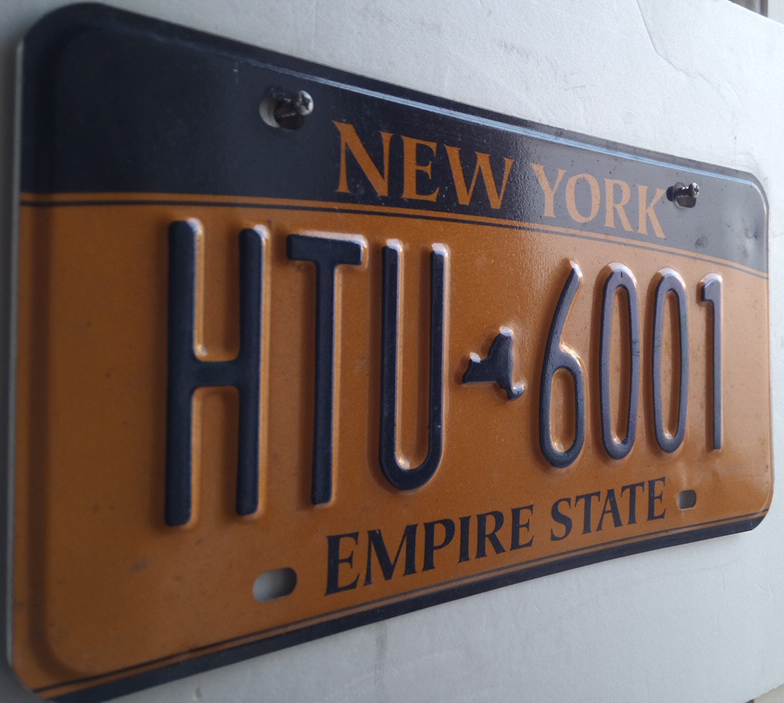 NEW YORK
HTU 6001
EMPIRE STATE